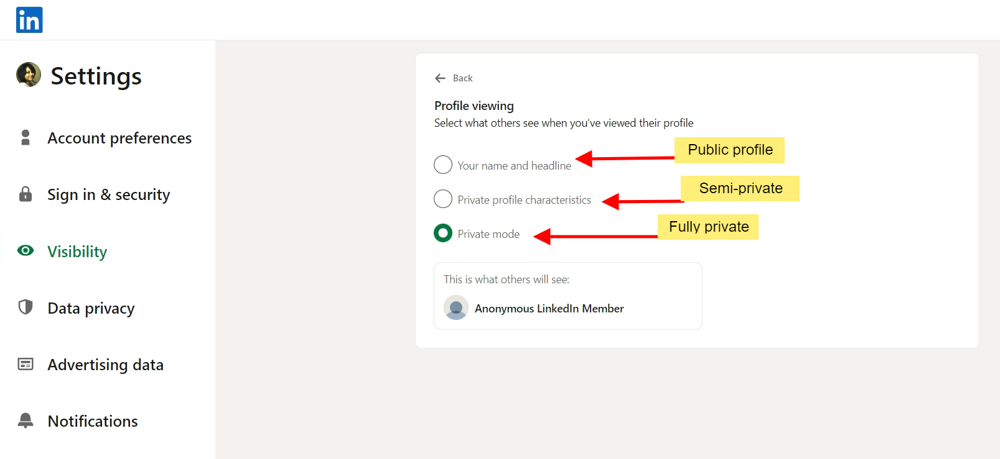 in
Settings
Account preferences
Sign in & security
Visibility
Data privacy
Advertising data
Notifications
Back
Profile viewing
Select what others see when you've viewed their profile
Your name and headline
Public profile
Private profile characteristics
Semi-private
Private mode
Fully private
This is what others will see:
Anonymous LinkedIn Member